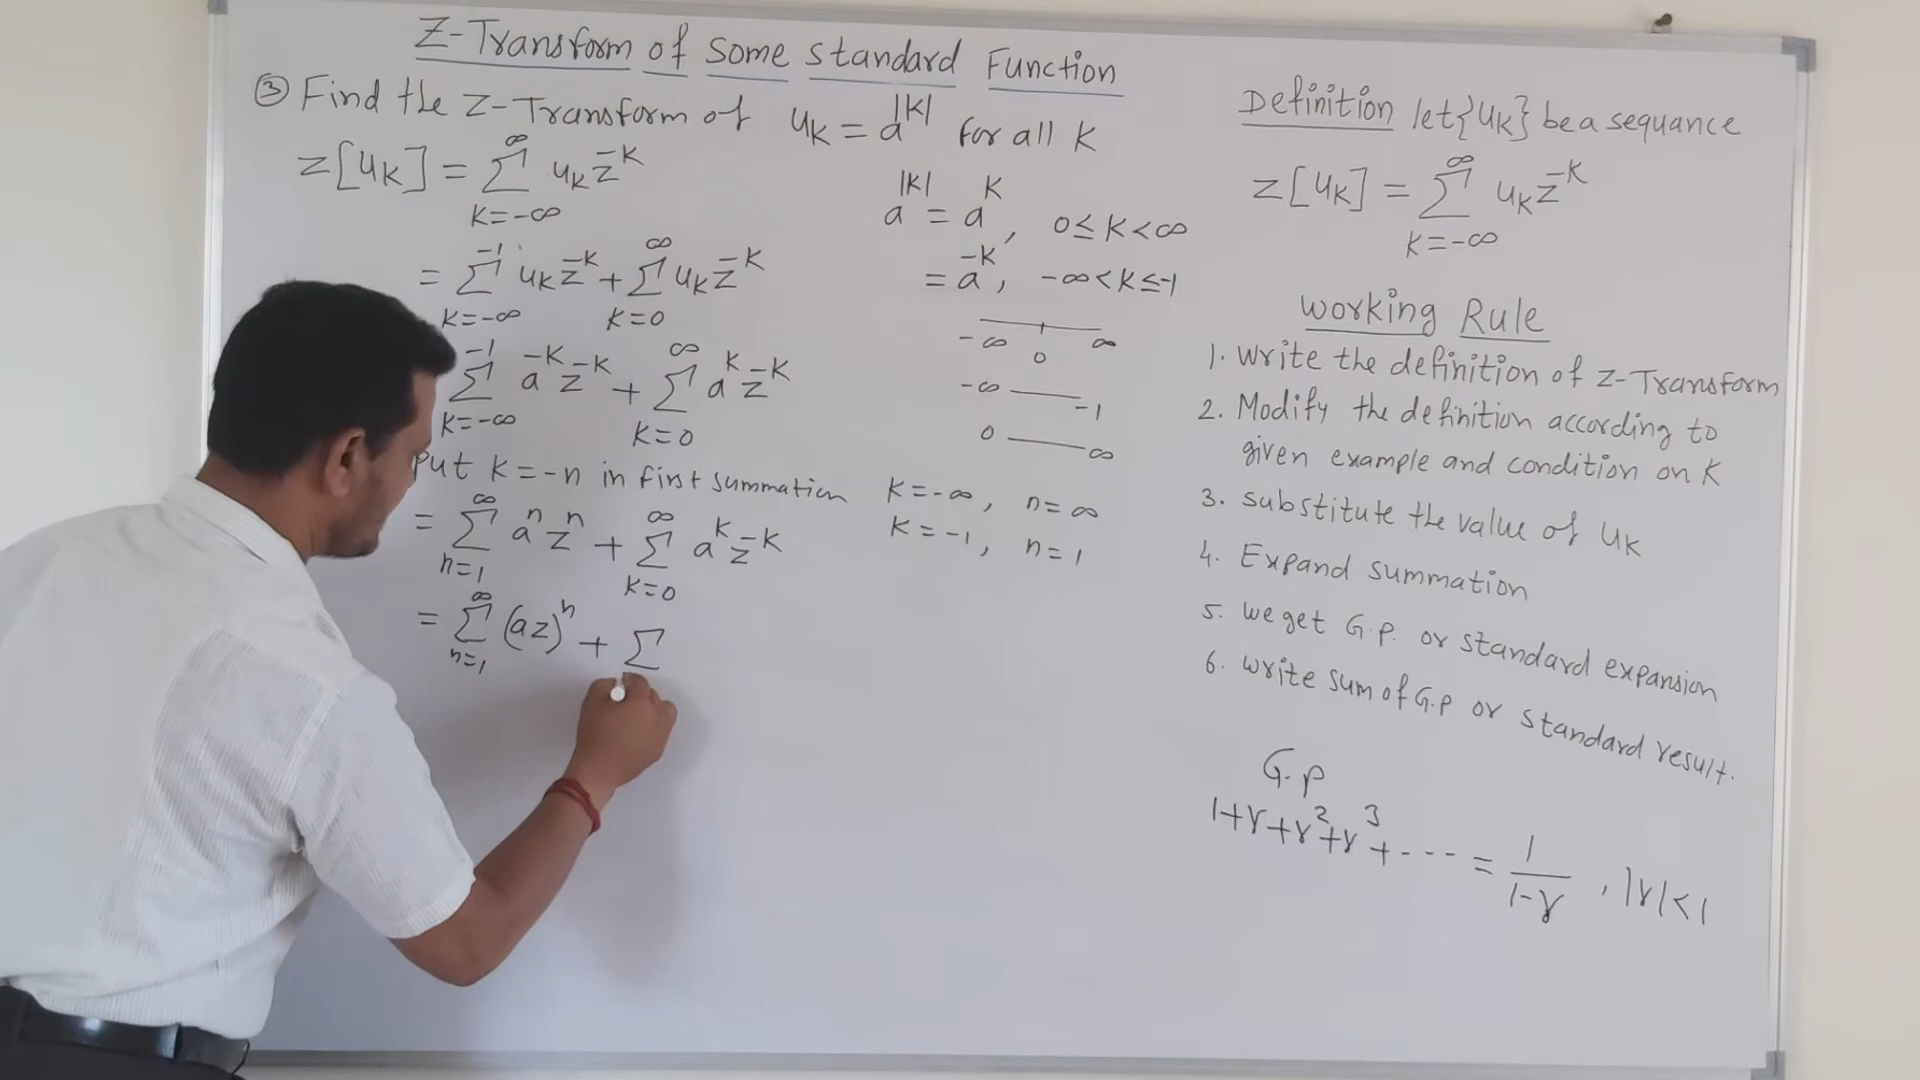 Z-Transform of some standard Function
③ Find the Z-Transform of u_k = a^|k| for all k
z[u_k] = ∑_{k=-∞}^{∞} u_k z^{-k}
= ∑_{k=-∞}^{-1} u_k z^{-k} + ∑_{k=0}^{∞} u_k z^{-k}
∑_{k=-∞}^{-1} a^{-k} z^{-k} + ∑_{k=0}^{∞} a^k z^{-k}
Put k = -n in first summation
= ∑_{n=1}^{∞} a^n z^n + ∑_{k=0}^{∞} a^k z^{-k}
= ∑_{n=1}^{∞} (az)^n + ∑
a^|k| = a^k, 0 ≤ k < ∞
= a^{-k}, -∞ < k ≤ -1
-∞ 0 ∞
-∞ -1
0 ∞
k = -∞, n = ∞
k = -1, n = 1
Definition let {u_k} be a sequance
z[u_k] = ∑_{k=-∞}^{∞} u_k z^{-k}
working Rule
1. write the definition of z-Transform
2. Modify the definition according to
given example and condition on k
3. substitute the value of u_k
4. Expand summation
5. we get G.P. or standard expansion
6. write sum of G.P or standard result.
G.P
1+r+r²+r³+---- = 1/(1-r), |r|<1